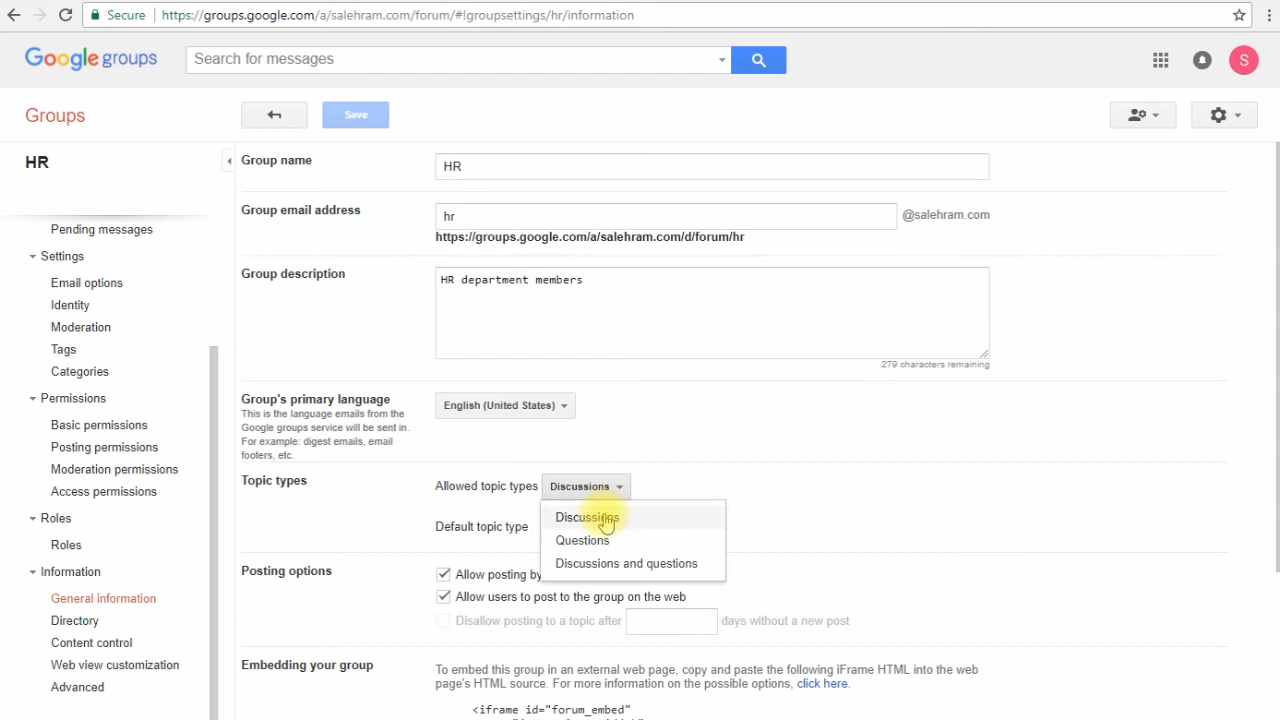 Secure
https://groups.google.com/a/salehram.com/forum/#!groupsettings/hr/information
Google groups
Search for messages
S
Groups
Save
HR
Pending messages
Settings
Email options
Identity
Moderation
Tags
Categories
Permissions
Basic permissions
Posting permissions
Moderation permissions
Access permissions
Roles
Roles
Information
General information
Directory
Content control
Web view customization
Advanced
Group name
HR
Group email address
hr
@salehram.com
https://groups.google.com/a/salehram.com/d/forum/hr
Group description
HR department members
279 characters remaining
Group's primary language
This is the language emails from the
Google groups service will be sent in.
For example: digest emails, email
footers, etc.
English (United States)
Topic types
Allowed topic types
Discussions
Discussions
Questions
Discussions and questions
Default topic type
Posting options
Allow posting by
Allow users to post to the group on the web
Disallow posting to a topic after
days without a new post
Embedding your group
To embed this group in an external web page, copy and paste the following iFrame HTML into the web
page's HTML source. For more information on the possible options, click here.
<iframe id="forum_embed"